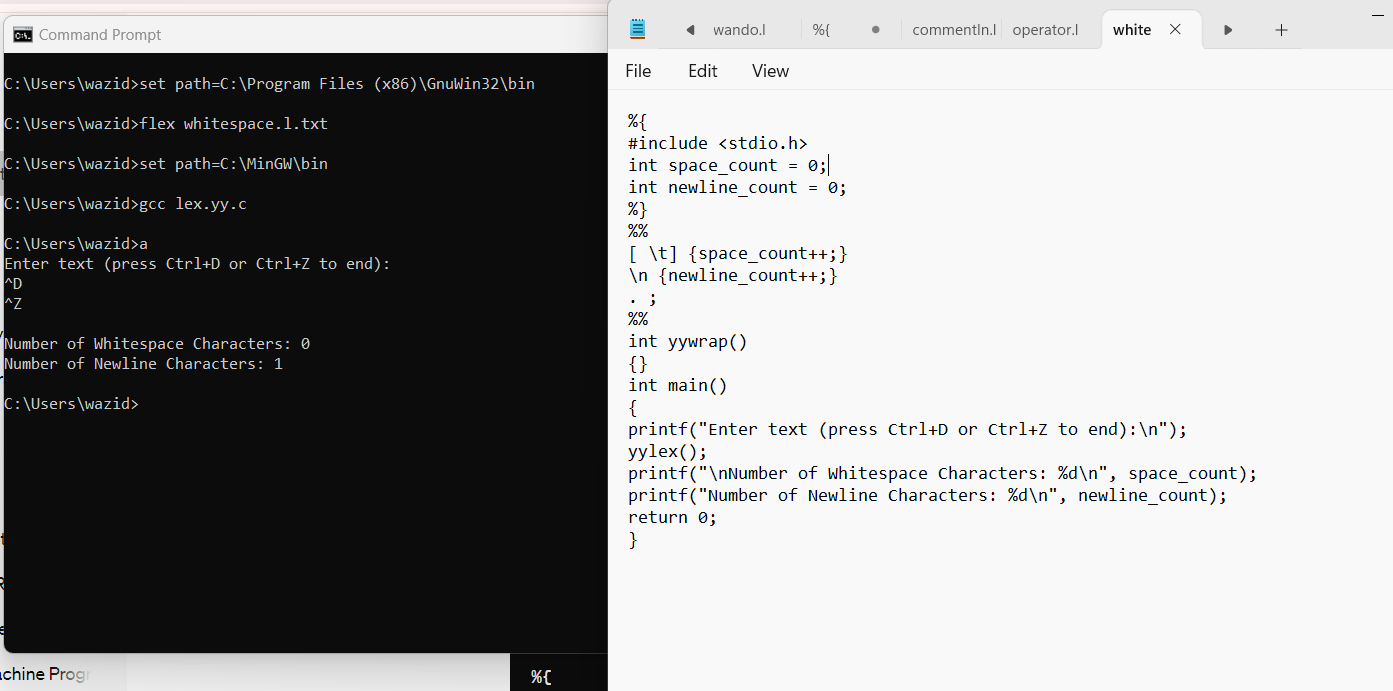 Command Prompt
C:\Users\wazid>set path=C:\Program Files (x86)\GnuWin32\bin
C:\Users\wazid>flex whitespace.l.txt
C:\Users\wazid>set path=C:\MinGW\bin
C:\Users\wazid>gcc lex.yy.c
C:\Users\wazid>a
Enter text (press Ctrl+D or Ctrl+Z to end):
^D
^Z
Number of Whitespace Characters: 0
Number of Newline Characters: 1
C:\Users\wazid>
achine Progr
%{
wando.l %{ commentln.l operator.l white
File Edit View
%{
#include <stdio.h>
int space_count = 0;
int newline_count = 0;
%}
%%
[ \t] {space_count++;}
\n {newline_count++;}
. ;
%%
int yywrap()
{}
int main()
{
printf("Enter text (press Ctrl+D or Ctrl+Z to end):\n");
yylex();
printf("\nNumber of Whitespace Characters: %d\n", space_count);
printf("Number of Newline Characters: %d\n", newline_count);
return 0;
}